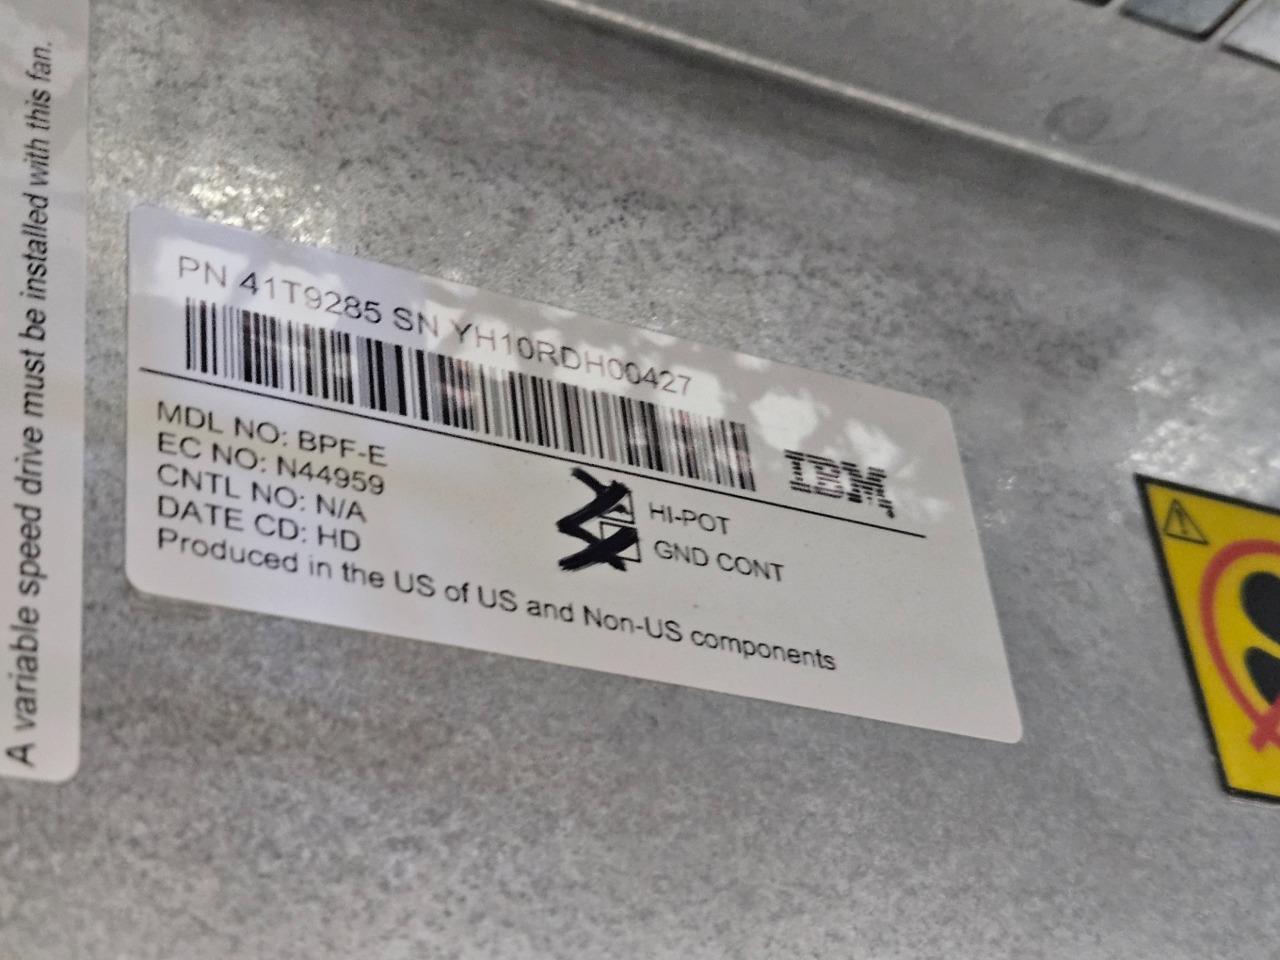 A variable speed drive must be installed with this fan.
PN 41T9285 SN YH10RDH00427
IBM
MDL NO: BPF-E
EC NO: N44959
CNTL NO: N/A
DATE CD: HD
HI-POT
GND CONT
Produced in the US of US and Non-US components